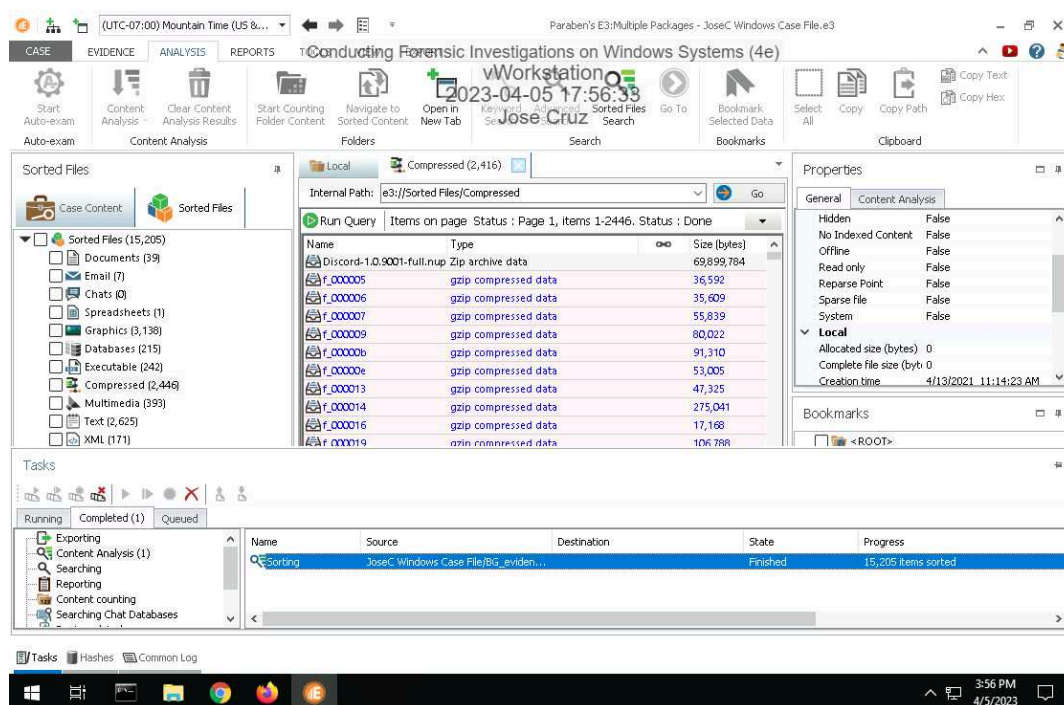 (UTC-07:00) Mountain Time (US &...
Paraben's E3:Multiple Packages - JoseC Windows Case File.e3
CASE EVIDENCE ANALYSIS REPORTS
Conducting Forensic Investigations on Windows Systems (4e)
vWorkstation
2023-04-05 17:56:33
Jose Cruz
Start Auto-exam
Content Analysis
Clear Content Analysis Results
Start Counting Folder Content
Navigate to Sorted Content
Open in New Tab
Keyword Search
Advanced Search
Sorted Files Search
Go To
Bookmark Selected Data
Select All
Copy
Copy Path
Copy Text
Copy Hex
Auto-exam Content Analysis Folders Search Bookmarks Clipboard
Sorted Files
Case Content Sorted Files
Sorted Files (15,205)
Documents (39)
Email (7)
Chats (0)
Spreadsheets (1)
Graphics (3,138)
Databases (215)
Executable (242)
Compressed (2,446)
Multimedia (393)
Text (2,625)
XML (171)
Local Compressed (2,416)
Internal Path: e3://Sorted Files/Compressed Go
Run Query Items on page Status : Page 1, items 1-2446. Status : Done
Name Type Size (bytes)
Discord-1.0.9001-full.nup Zip archive data 69,899,784
f_000005 gzip compressed data 36,592
f_000006 gzip compressed data 35,609
f_000007 gzip compressed data 55,839
f_000009 gzip compressed data 80,022
f_00000b gzip compressed data 91,310
f_00000e gzip compressed data 53,005
f_000013 gzip compressed data 47,325
f_000014 gzip compressed data 275,041
f_000016 gzip compressed data 17,168
f_000019 gzip compressed data 106,788
Properties
General Content Analysis
Hidden False
No Indexed Content False
Offline False
Read only False
Reparse Point False
Sparse file False
System False
Local
Allocated size (bytes) 0
Complete file size (byt 0
Creation time 4/13/2021 11:14:23 AM
Bookmarks
<ROOT>
Tasks
Running Completed (1) Queued
Exporting
Content Analysis (1)
Searching
Reporting
Content counting
Searching Chat Databases
Name Source Destination State Progress
Sorting JoseC Windows Case File/BG_eviden... Finished 15,205 items sorted
Tasks Hashes Common Log
3:56 PM
4/5/2023